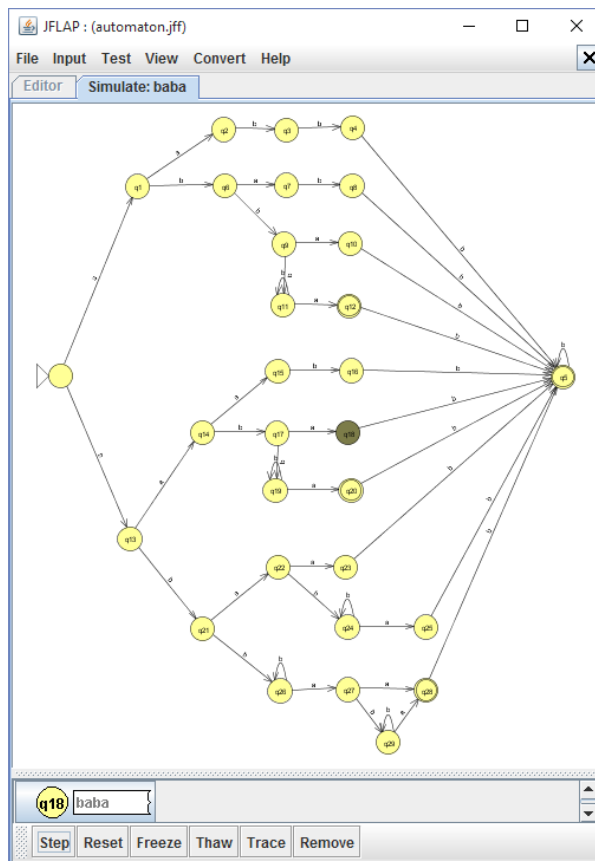 JFLAP : (automaton.jff)
File Input Test View Convert Help
Editor Simulate: baba
q2 b q3 b q4
a
q1 b q6 a q7 b q8
b
q9 a q10
b
q11 a q12
q15 b q16 b
q5
b
q14 b q17 a q18
b
q19 a q20
q13
q22 a q23
b
q21 q24 a q25
b
q26 a q27 a q28
b
q29
q18 baba
Step Reset Freeze Thaw Trace Remove